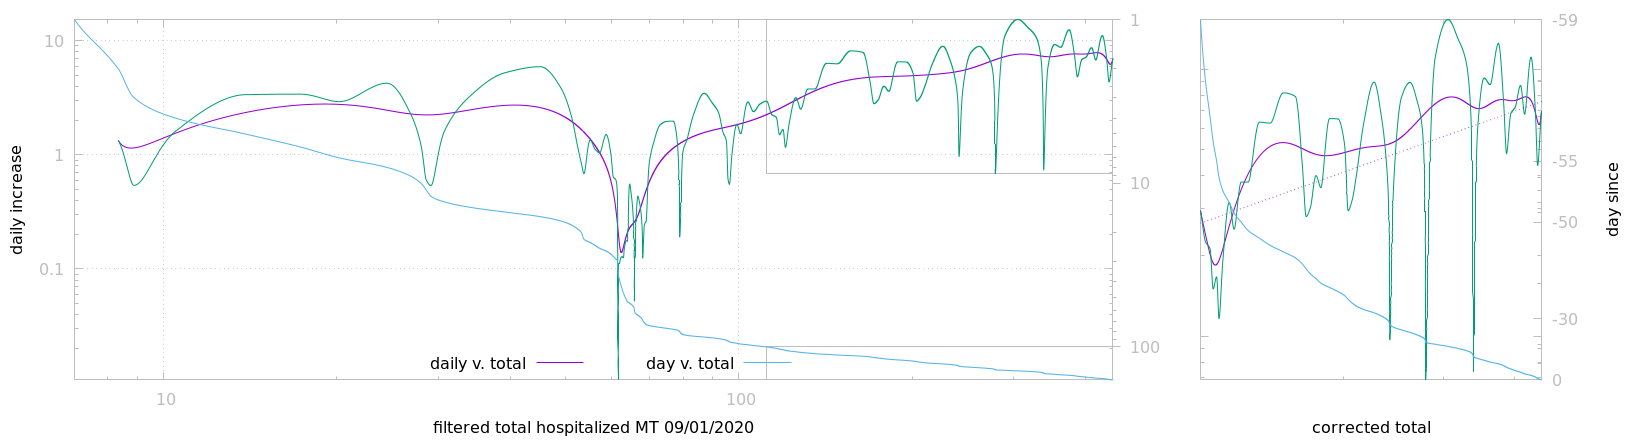 10
1
0.1
daily increase
10
100
1
10
100
daily v. total
day v. total
filtered total hospitalized MT 09/01/2020
-59
-55
-50
-30
0
day since
corrected total